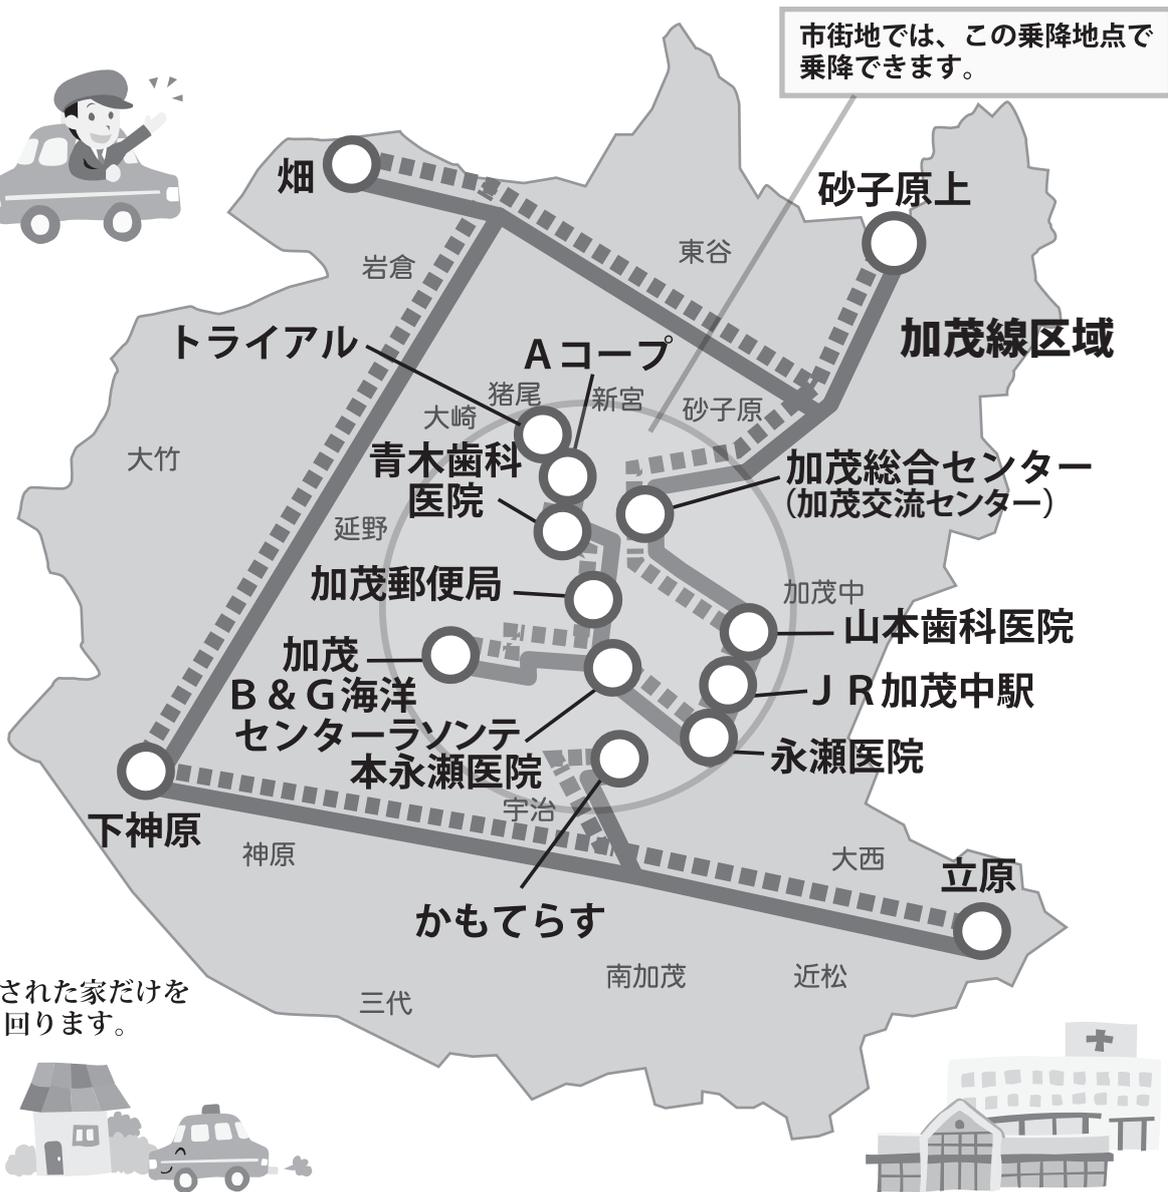 市街地では、この乗降地点で
乗降できます。
畑
砂子原上
岩倉
東谷
加茂線区域
トライアル
Ａコープ
猪尾
新宮
大崎
砂子原
大竹
青木歯科
医院
加茂総合センター
（加茂交流センター）
延野
加茂郵便局
加茂中
山本歯科医院
加茂
Ｂ＆Ｇ海洋
センターラソンテ
ＪＲ加茂中駅
本永瀬医院
永瀬医院
宇治
下神原
神原
大西
立原
かもてらす
南加茂
近松
三代
された家だけを
回ります。